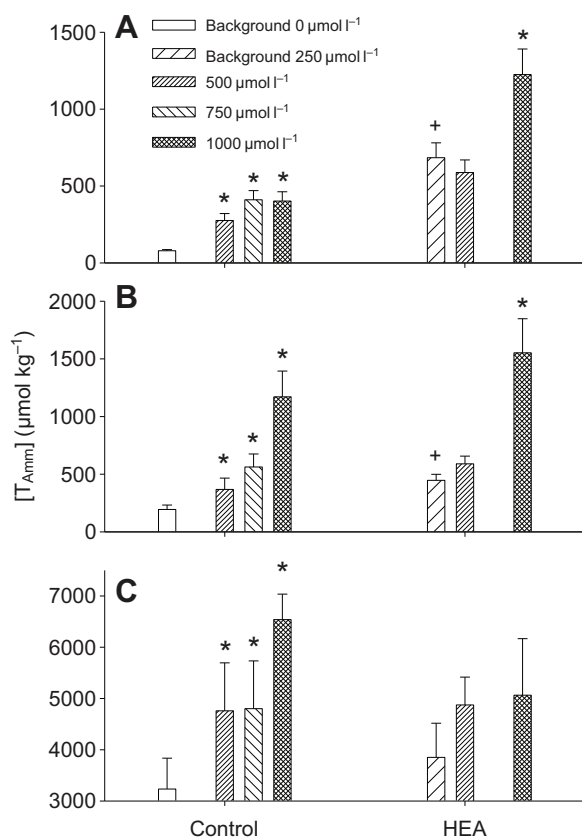 A
Background 0 µmol l⁻¹
Background 250 µmol l⁻¹
500 µmol l⁻¹
750 µmol l⁻¹
1000 µmol l⁻¹
1500
1000
500
0
* * * + *
B
2000
1500
1000
500
0
* * * + *
[TAmm] (µmol kg⁻¹)
C
7000
6000
5000
4000
3000
* * *
Control HEA